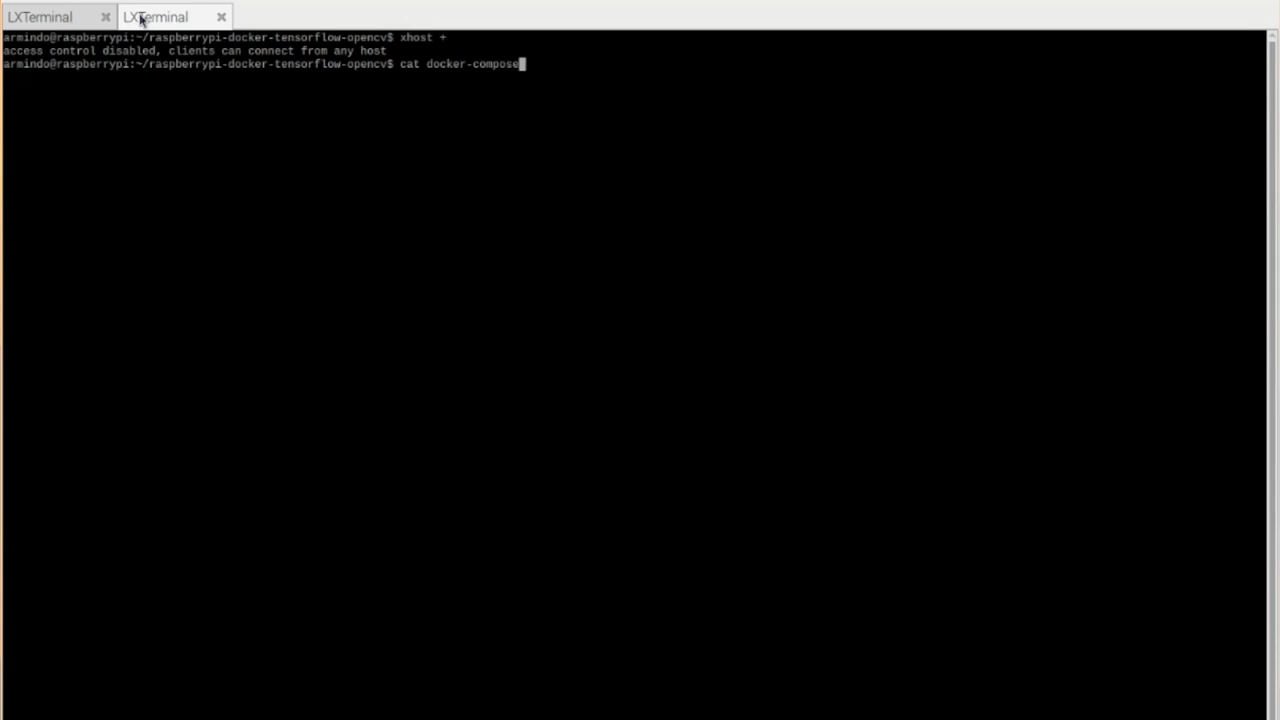 LXTerminal LXTerminal
armindo@raspberrypi:~/raspberrypi-docker-tensorflow-opencv$ xhost +
access control disabled, clients can connect from any host
armindo@raspberrypi:~/raspberrypi-docker-tensorflow-opencv$ cat docker-compose